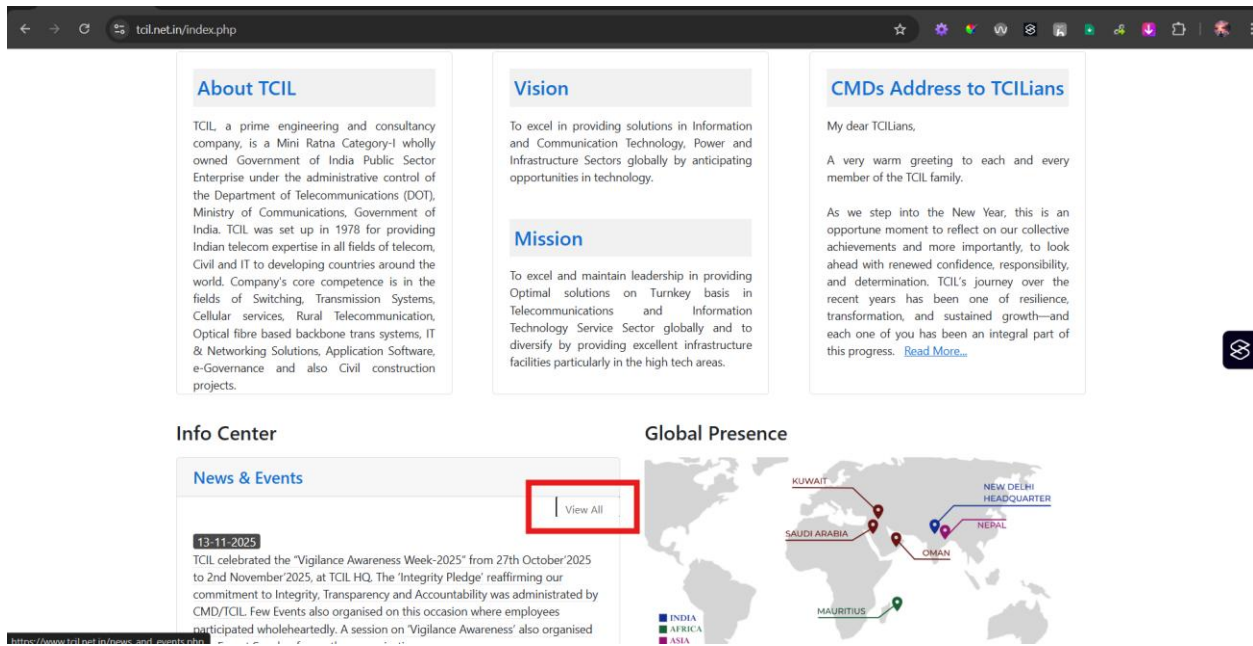 tcil.net.in/index.php
About TCIL
TCIL, a prime engineering and consultancy
company, is a Mini Ratna Category-I wholly
owned Government of India Public Sector
Enterprise under the administrative control of
the Department of Telecommunications (DOT),
Ministry of Communications, Government of
India. TCIL was set up in 1978 for providing
Indian telecom expertise in all fields of telecom,
Civil and IT to developing countries around the
world. Company's core competence is in the
fields of Switching, Transmission Systems,
Cellular services, Rural Telecommunication,
Optical fibre based backbone trans systems, IT
& Networking Solutions, Application Software,
e-Governance and also Civil construction
projects.
Vision
To excel in providing solutions in Information
and Communication Technology, Power and
Infrastructure Sectors globally by anticipating
opportunities in technology.
Mission
To excel and maintain leadership in providing
Optimal solutions on Turnkey basis in
Telecommunications and Information
Technology Service Sector globally and to
diversify by providing excellent infrastructure
facilities particularly in the high tech areas.
CMDs Address to TCILians
My dear TCILians,
A very warm greeting to each and every
member of the TCIL family.
As we step into the New Year, this is an
opportune moment to reflect on our collective
achievements and more importantly, to look
ahead with renewed confidence, responsibility,
and determination. TCIL's journey over the
recent years has been one of resilience,
transformation, and sustained growth—and
each one of you has been an integral part of
this progress. Read More...
Info Center
News & Events
View All
13-11-2025
TCIL celebrated the "Vigilance Awareness Week-2025" from 27th October'2025
to 2nd November'2025, at TCIL HQ. The 'Integrity Pledge' reaffirming our
commitment to Integrity, Transparency and Accountability was administrated by
CMD/TCIL. Few Events also organised on this occasion where employees
participated wholeheartedly. A session on 'Vigilance Awareness' also organised
https://www.tcil.net.in/news_and_events.php
Global Presence
KUWAIT
NEW DELHI
HEADQUARTER
SAUDI ARABIA
NEPAL
OMAN
MAURITIUS
INDIA
AFRICA
ASIA